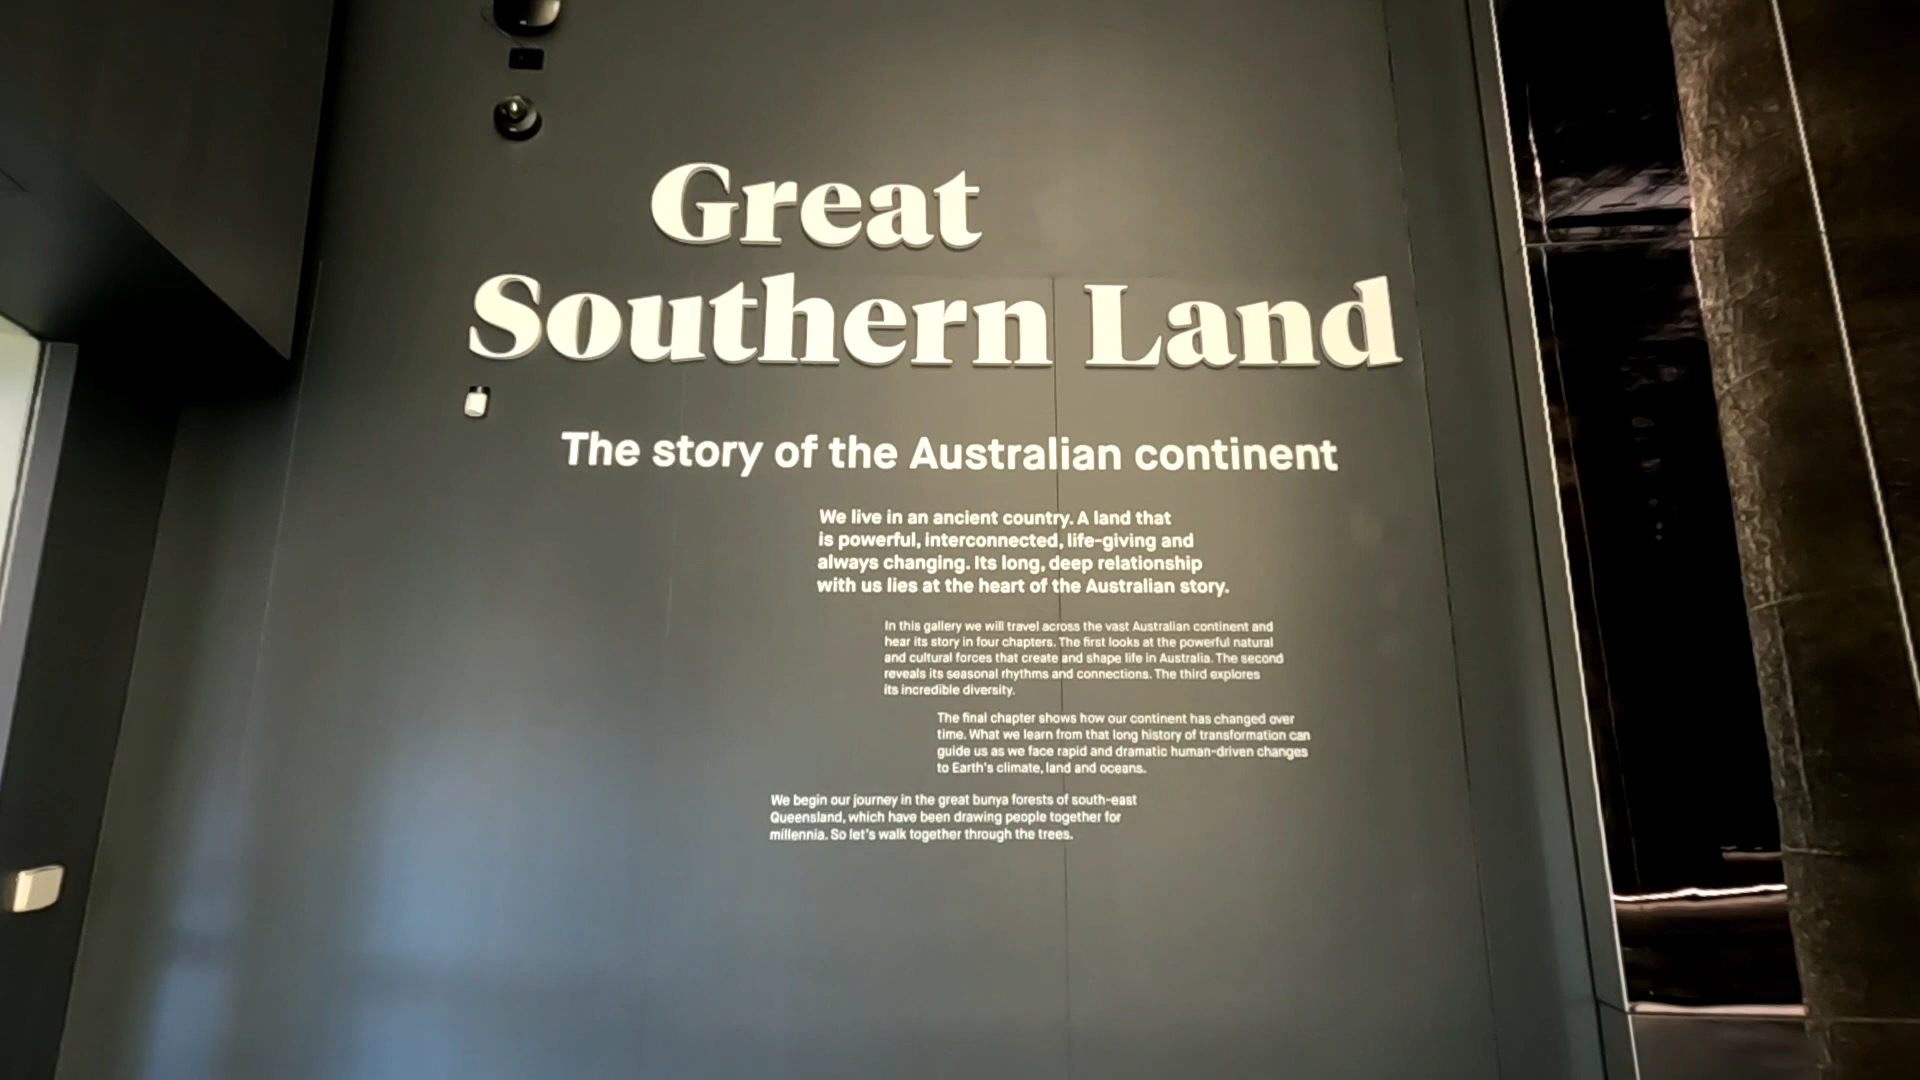 Great
Southern Land
The story of the Australian continent
We live in an ancient country. A land that
is powerful, interconnected, life-giving and
always changing. Its long, deep relationship
with us lies at the heart of the Australian story.
In this gallery we will travel across the vast Australian continent and
hear its story in four chapters. The first looks at the powerful natural
and cultural forces that create and shape life in Australia. The second
reveals its seasonal rhythms and connections. The third explores
its incredible diversity.
The final chapter shows how our continent has changed over
time. What we learn from that long history of transformation can
guide us as we face rapid and dramatic human-driven changes
to Earth's climate, land and oceans.
We begin our journey in the great bunya forests of south-east
Queensland, which have been drawing people together for
millennia. So let's walk together through the trees.